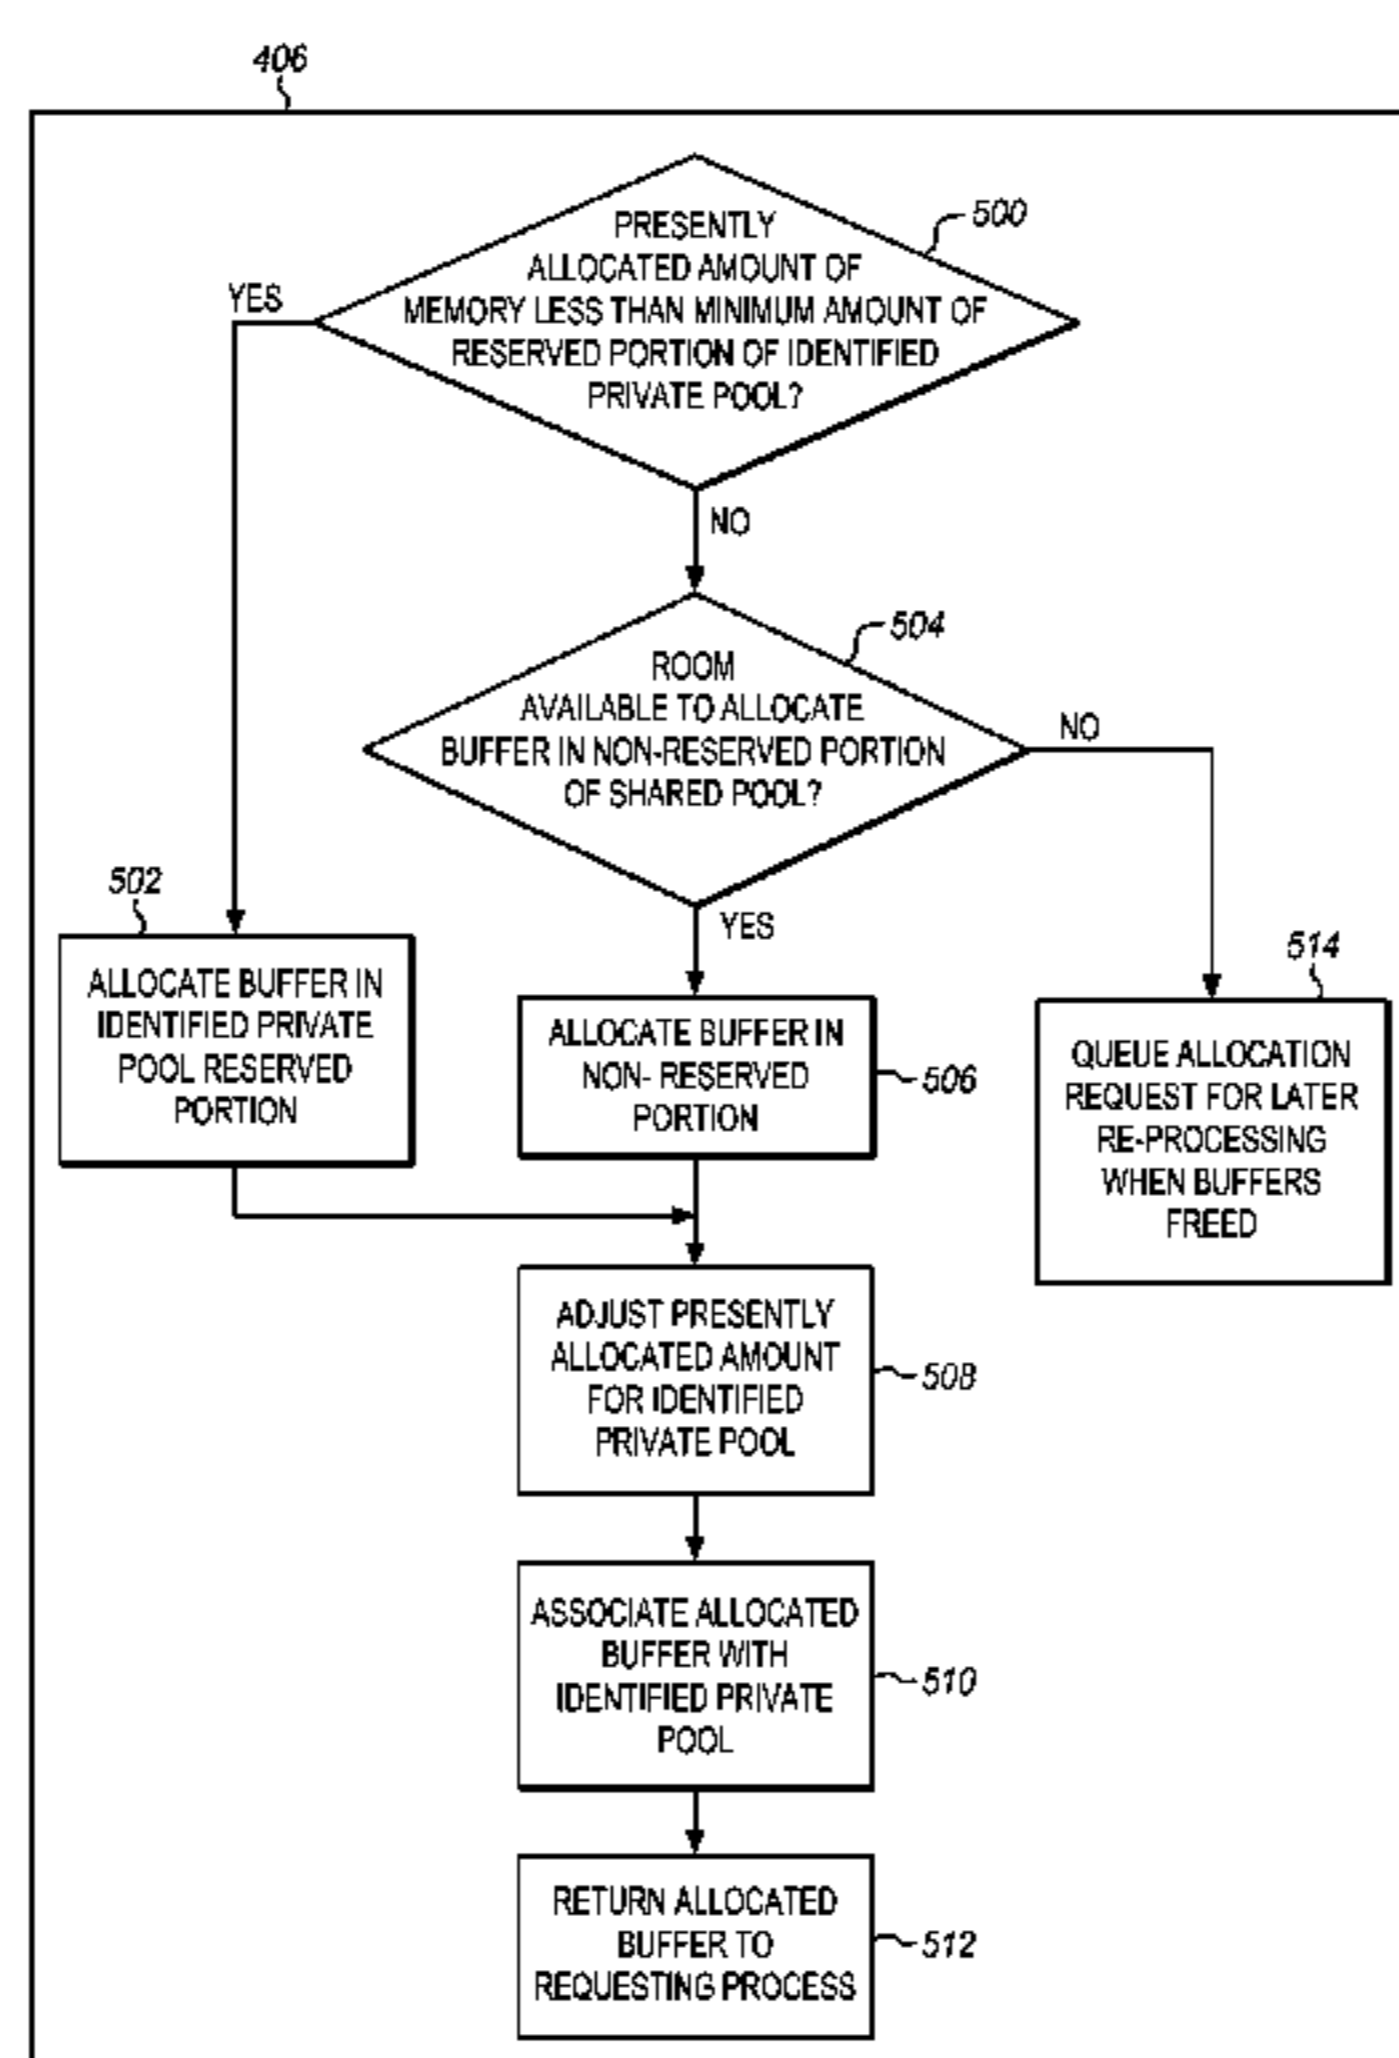 406
500
PRESENTLY
ALLOCATED AMOUNT OF
MEMORY LESS THAN MINIMUM AMOUNT OF
RESERVED PORTION OF IDENTIFIED
PRIVATE POOL?
YES
NO
504
ROOM
AVAILABLE TO ALLOCATE
BUFFER IN NON-RESERVED PORTION
OF SHARED POOL?
NO
YES
502
ALLOCATE BUFFER IN
IDENTIFIED PRIVATE
POOL RESERVED
PORTION
ALLOCATE BUFFER IN
NON- RESERVED
PORTION
506
514
QUEUE ALLOCATION
REQUEST FOR LATER
RE-PROCESSING
WHEN BUFFERS
FREED
ADJUST PRESENTLY
ALLOCATED AMOUNT
FOR IDENTIFIED
PRIVATE POOL
508
ASSOCIATE ALLOCATED
BUFFER WITH
IDENTIFIED PRIVATE
POOL
510
RETURN ALLOCATED
BUFFER TO
REQUESTING PROCESS
512